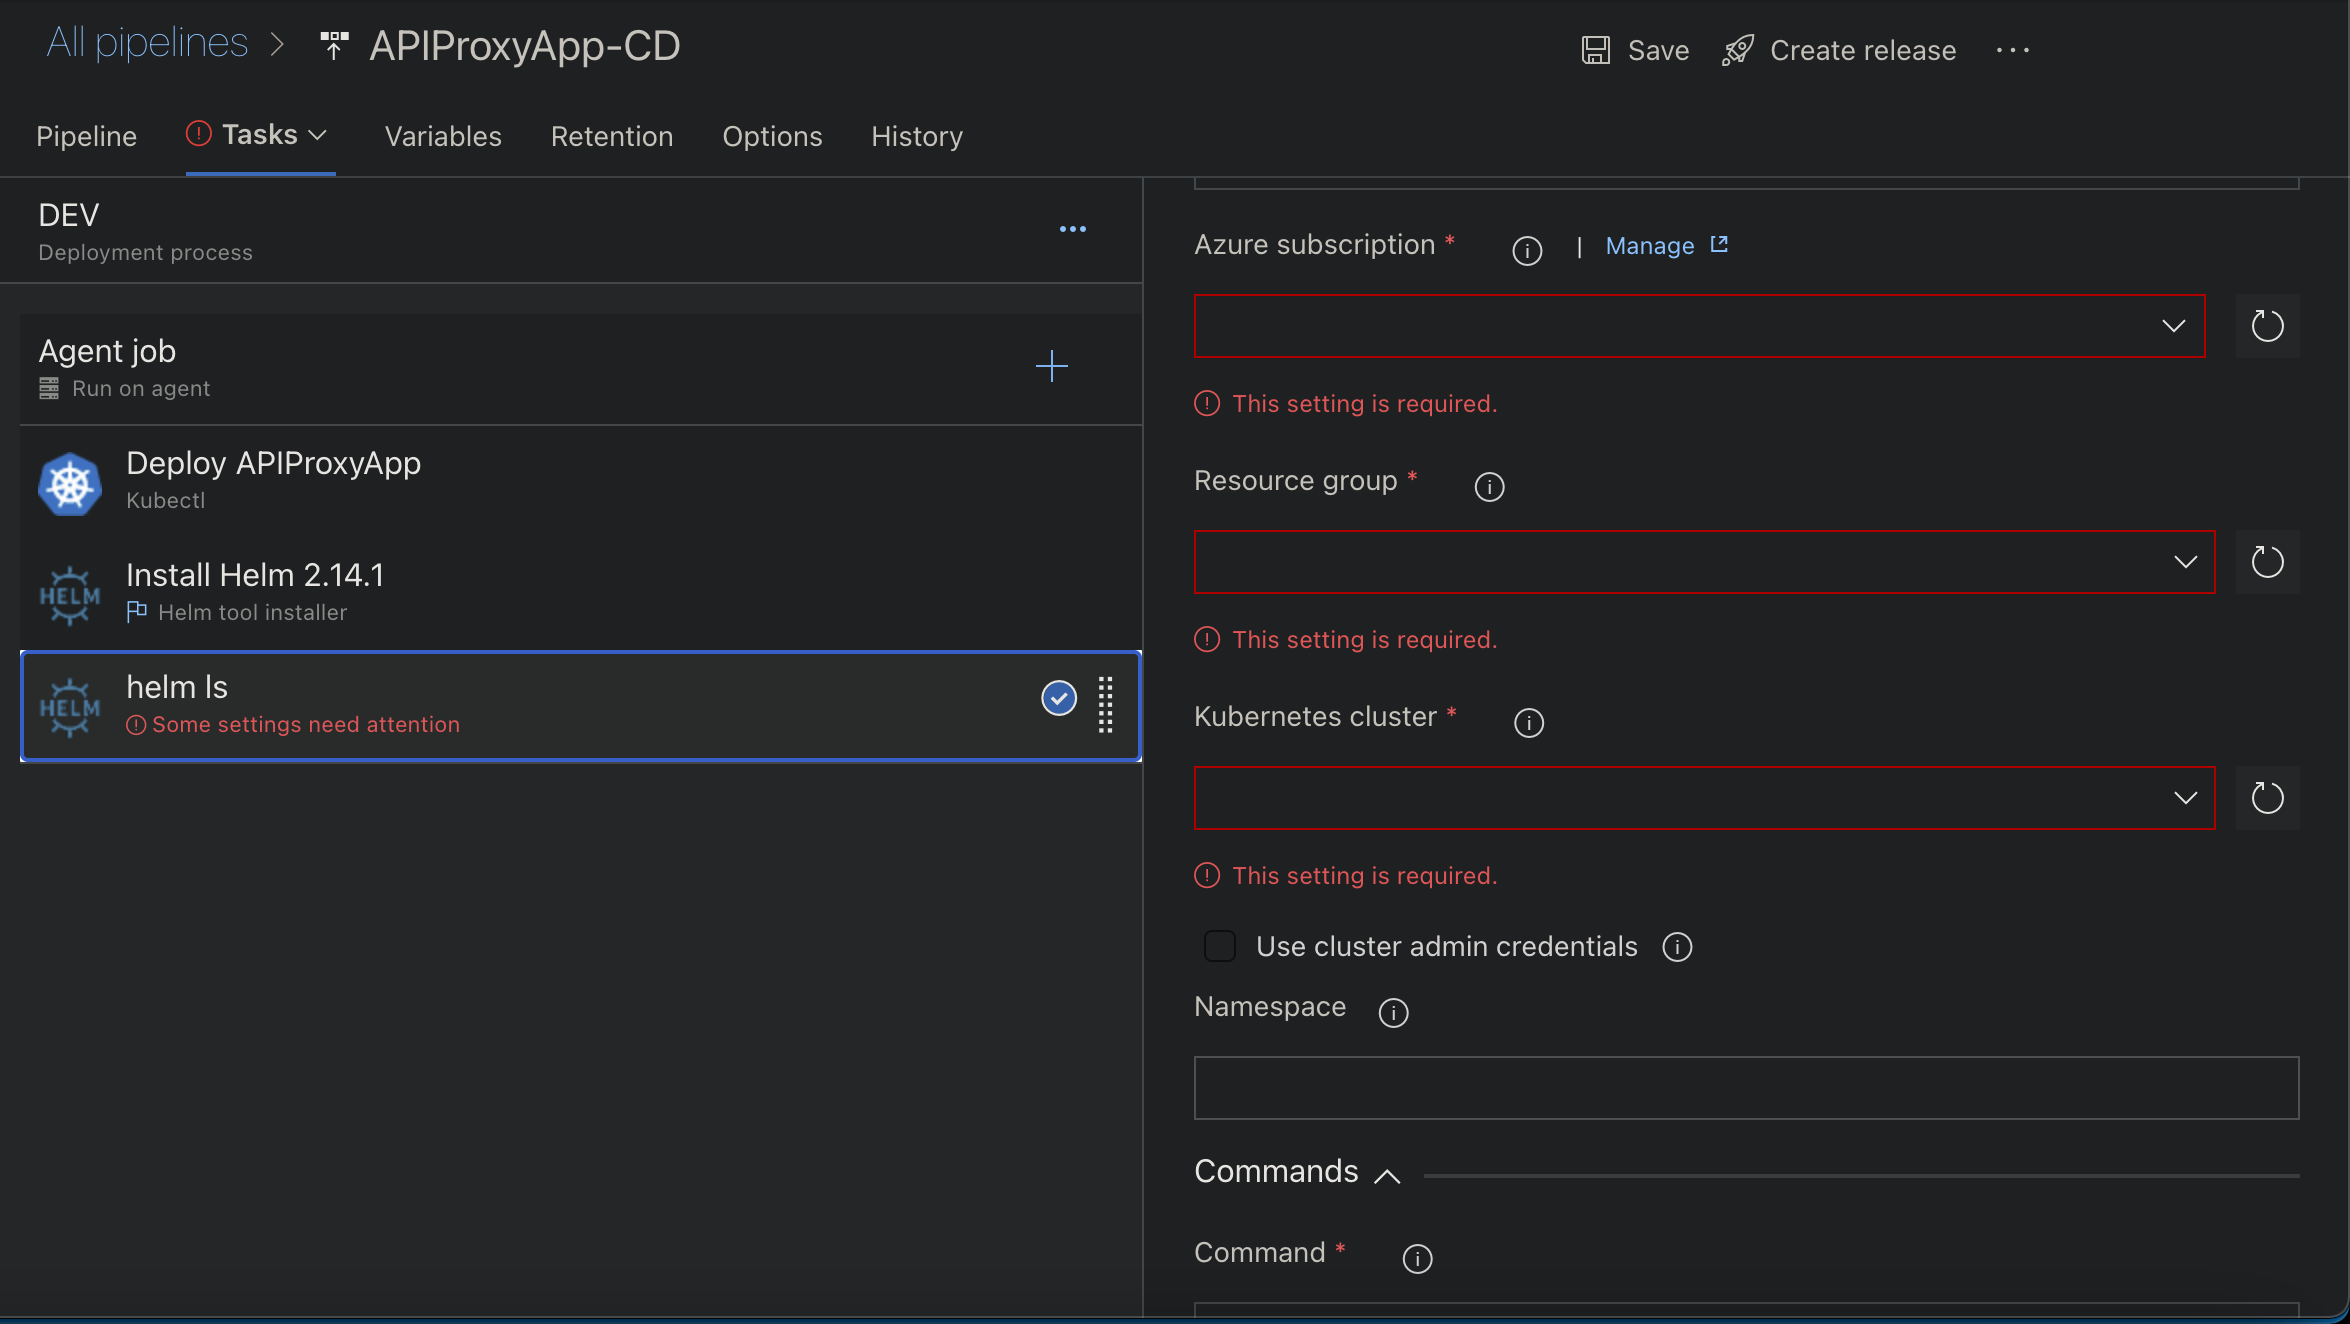 All pipelines > APIProxyApp-CD
Save
Create release
Pipeline
Tasks
Variables
Retention
Options
History
DEV
Deployment process
Agent job
Run on agent
Deploy APIProxyApp
Kubectl
HELM
Install Helm 2.14.1
Helm tool installer
HELM
helm ls
Some settings need attention
Azure subscription * | Manage
This setting is required.
Resource group *
This setting is required.
Kubernetes cluster *
This setting is required.
Use cluster admin credentials
Namespace
Commands
Command *